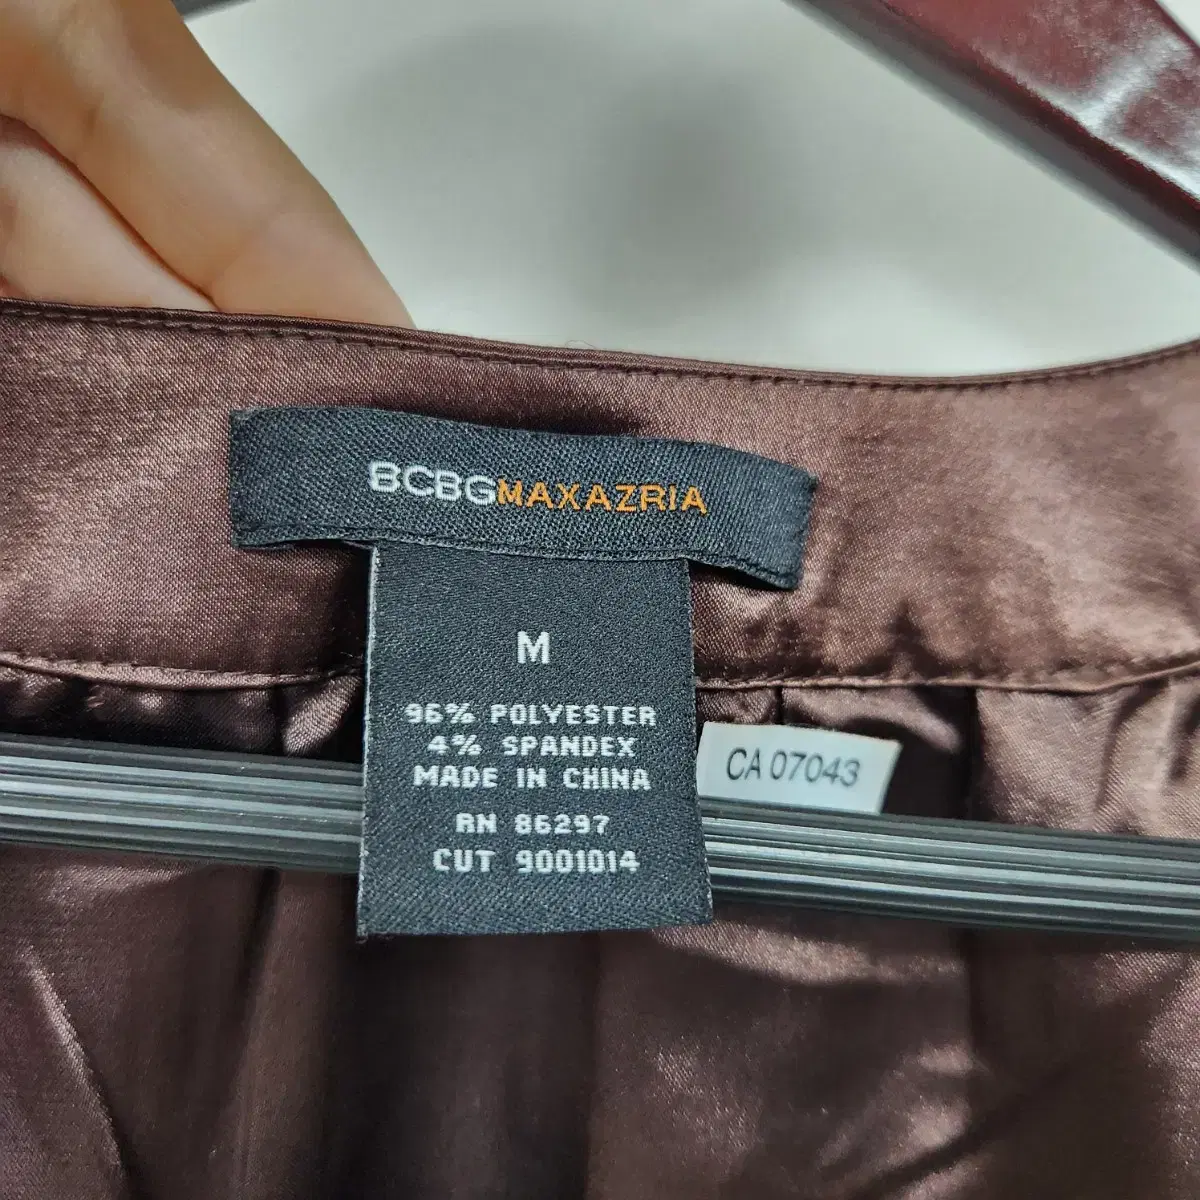 BCBGMAXAZRIA
M
96% POLYESTER
4% SPANDEX
MADE IN CHINA
RN 86297
CUT 9001014
CA 07043